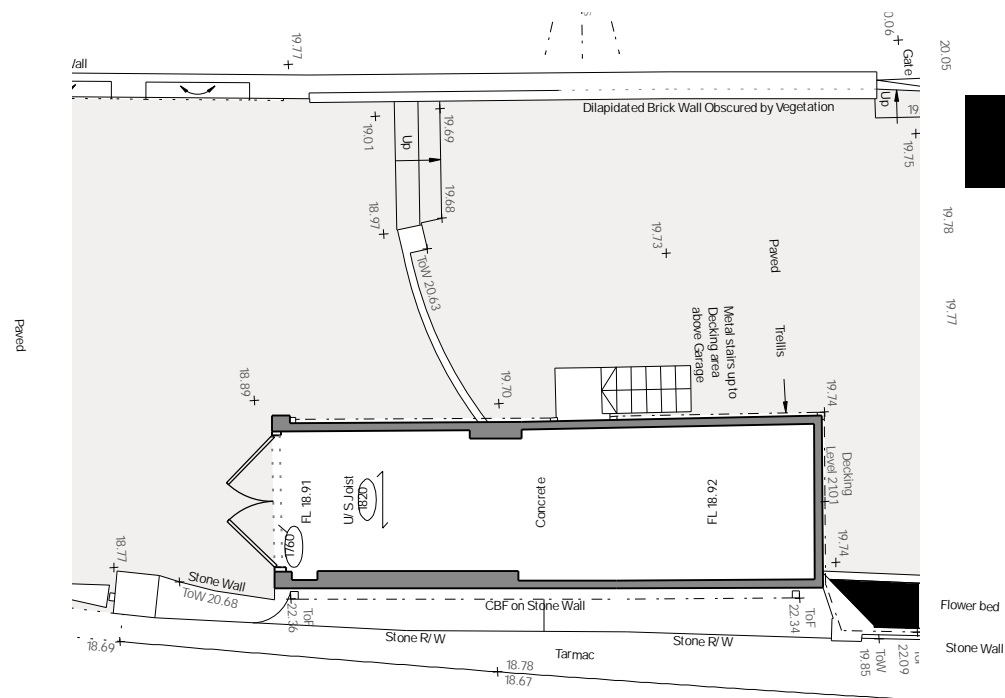 19.77
20.05
Gate
Up
19.75
Dilapidated Brick Wall Obscured by Vegetation
19.01
Up
19.69
19.68
18.97
ToW 20.63
19.73
Paved
19.78
19.77
Paved
Metal stairs up to
Decking area
above Garage
Trellis
18.89
19.70
19.74
Decking
Level 21.01
FL 18.91
U/S Joist
1820
Concrete
FL 18.92
1760
19.74
18.77
Stone Wall
ToW 20.68
ToF
22.36
CBF on Stone Wall
ToF
22.34
Flower bed
Stone R/W
Stone R/W
Stone Wall
18.69
Tarmac
18.78
18.67
ToW
19.85
22.09